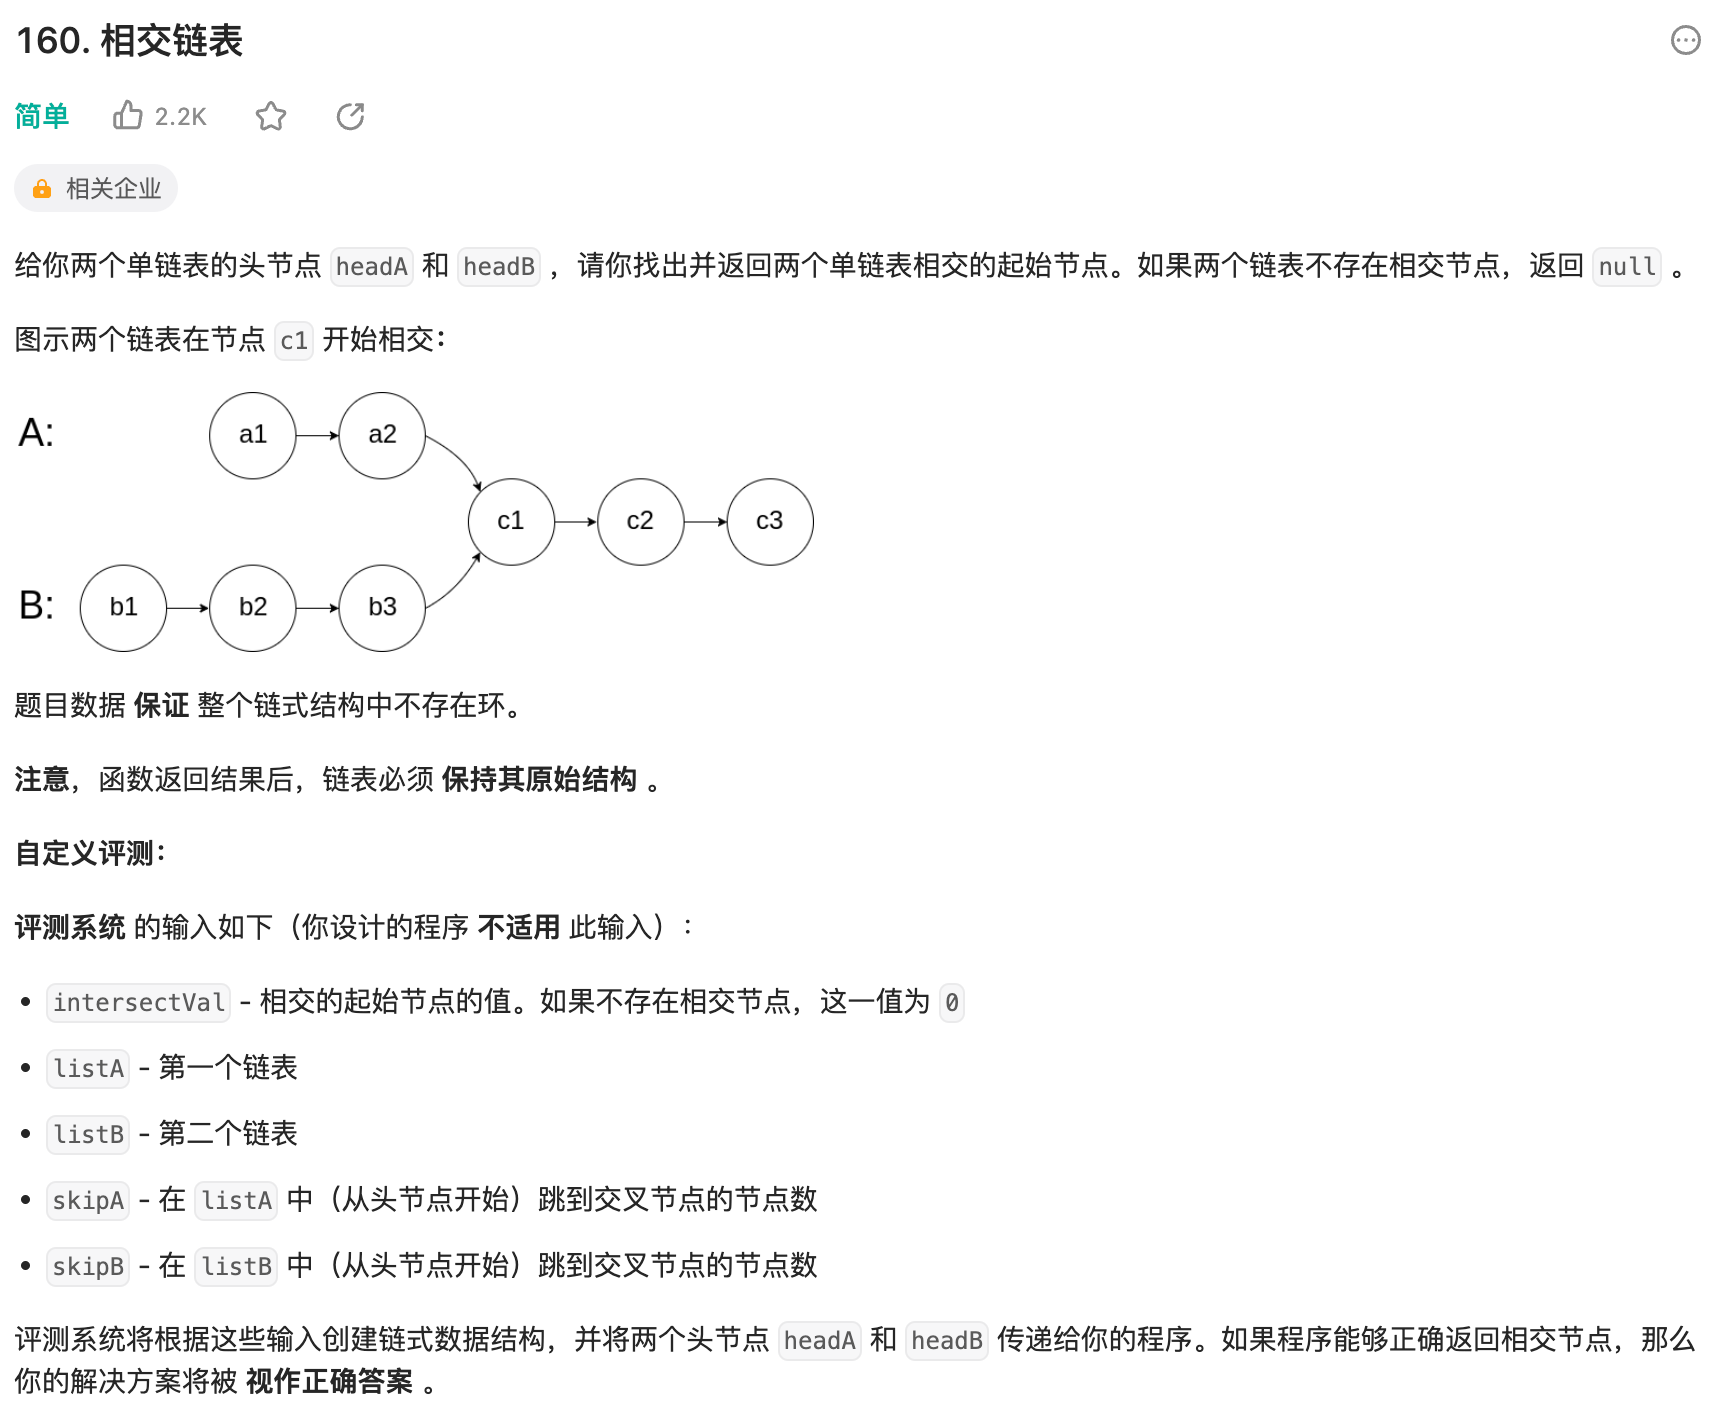 160. 相交链表
简单 2.2K
相关企业
给你两个单链表的头节点 headA 和 headB ，请你找出并返回两个单链表相交的起始节点。如果两个链表不存在相交节点，返回 null 。
图示两个链表在节点 c1 开始相交：
A: a1 a2
c1 c2 c3
B: b1 b2 b3
题目数据 保证 整个链式结构中不存在环。
注意，函数返回结果后，链表必须 保持其原始结构 。
自定义评测：
评测系统 的输入如下（你设计的程序 不适用 此输入）：
• intersectVal - 相交的起始节点的值。如果不存在相交节点，这一值为 0
• listA - 第一个链表
• listB - 第二个链表
• skipA - 在 listA 中（从头节点开始）跳到交叉节点的节点数
• skipB - 在 listB 中（从头节点开始）跳到交叉节点的节点数
评测系统将根据这些输入创建链式数据结构，并将两个头节点 headA 和 headB 传递给你的程序。如果程序能够正确返回相交节点，那么
你的解决方案将被 视作正确答案 。